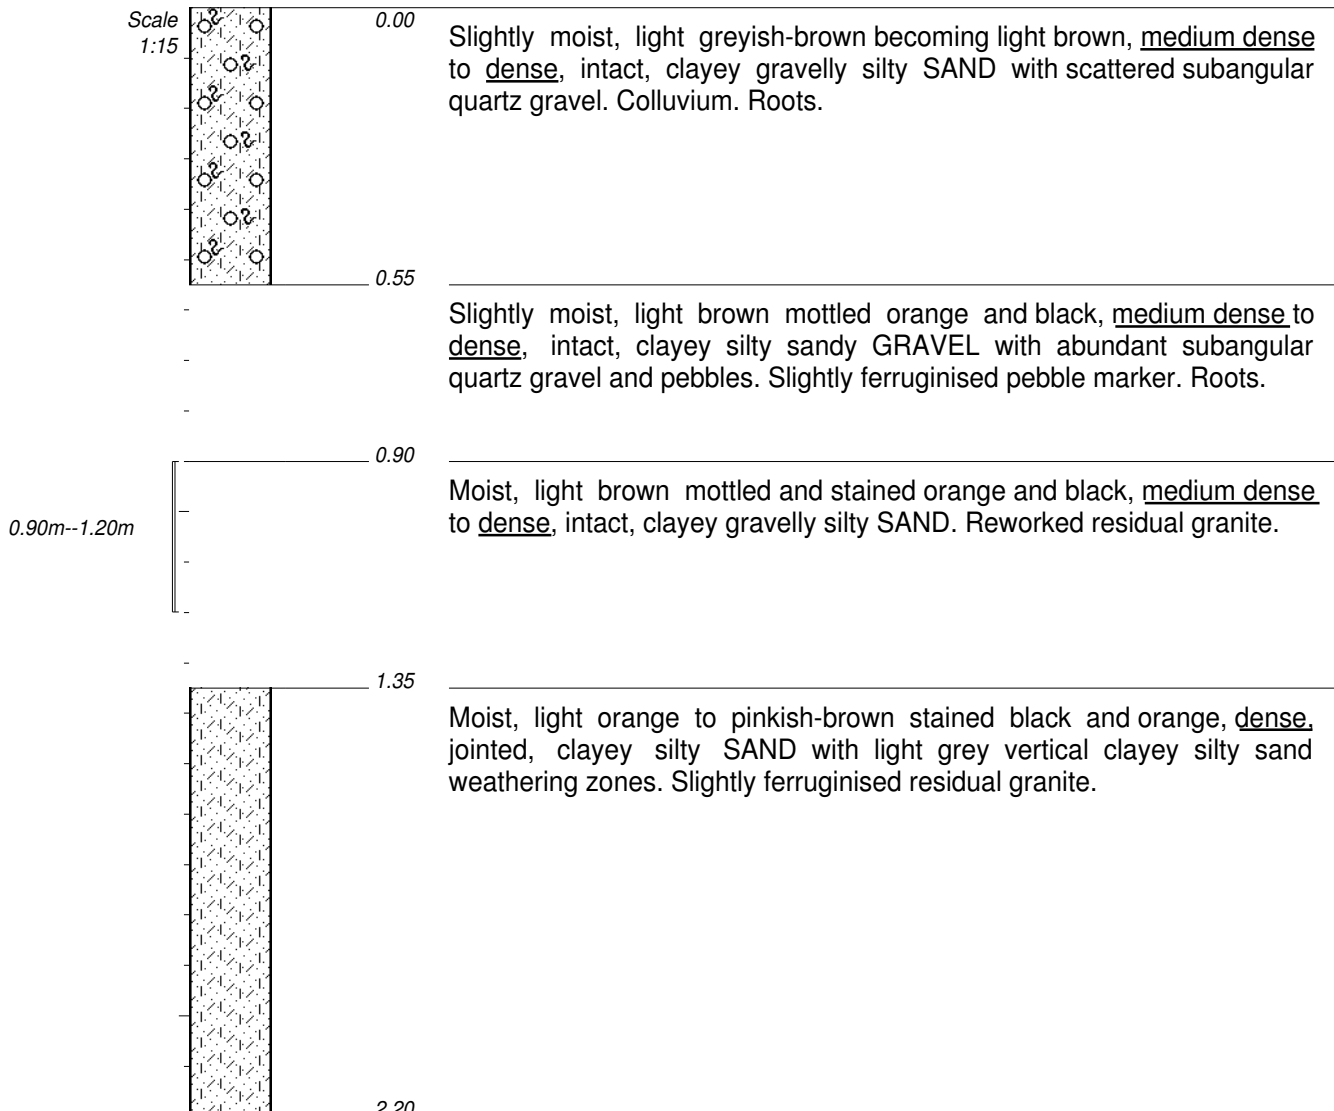 Scale
1:15
0.00
Slightly moist, light greyish-brown becoming light brown, medium dense
to dense, intact, clayey gravelly silty SAND with scattered subangular
quartz gravel. Colluvium. Roots.
0.55
Slightly moist, light brown mottled orange and black, medium dense to
dense, intact, clayey silty sandy GRAVEL with abundant subangular
quartz gravel and pebbles. Slightly ferruginised pebble marker. Roots.
0.90
0.90m--1.20m
Moist, light brown mottled and stained orange and black, medium dense
to dense, intact, clayey gravelly silty SAND. Reworked residual granite.
1.35
Moist, light orange to pinkish-brown stained black and orange, dense,
jointed, clayey silty SAND with light grey vertical clayey silty sand
weathering zones. Slightly ferruginised residual granite.
2.20